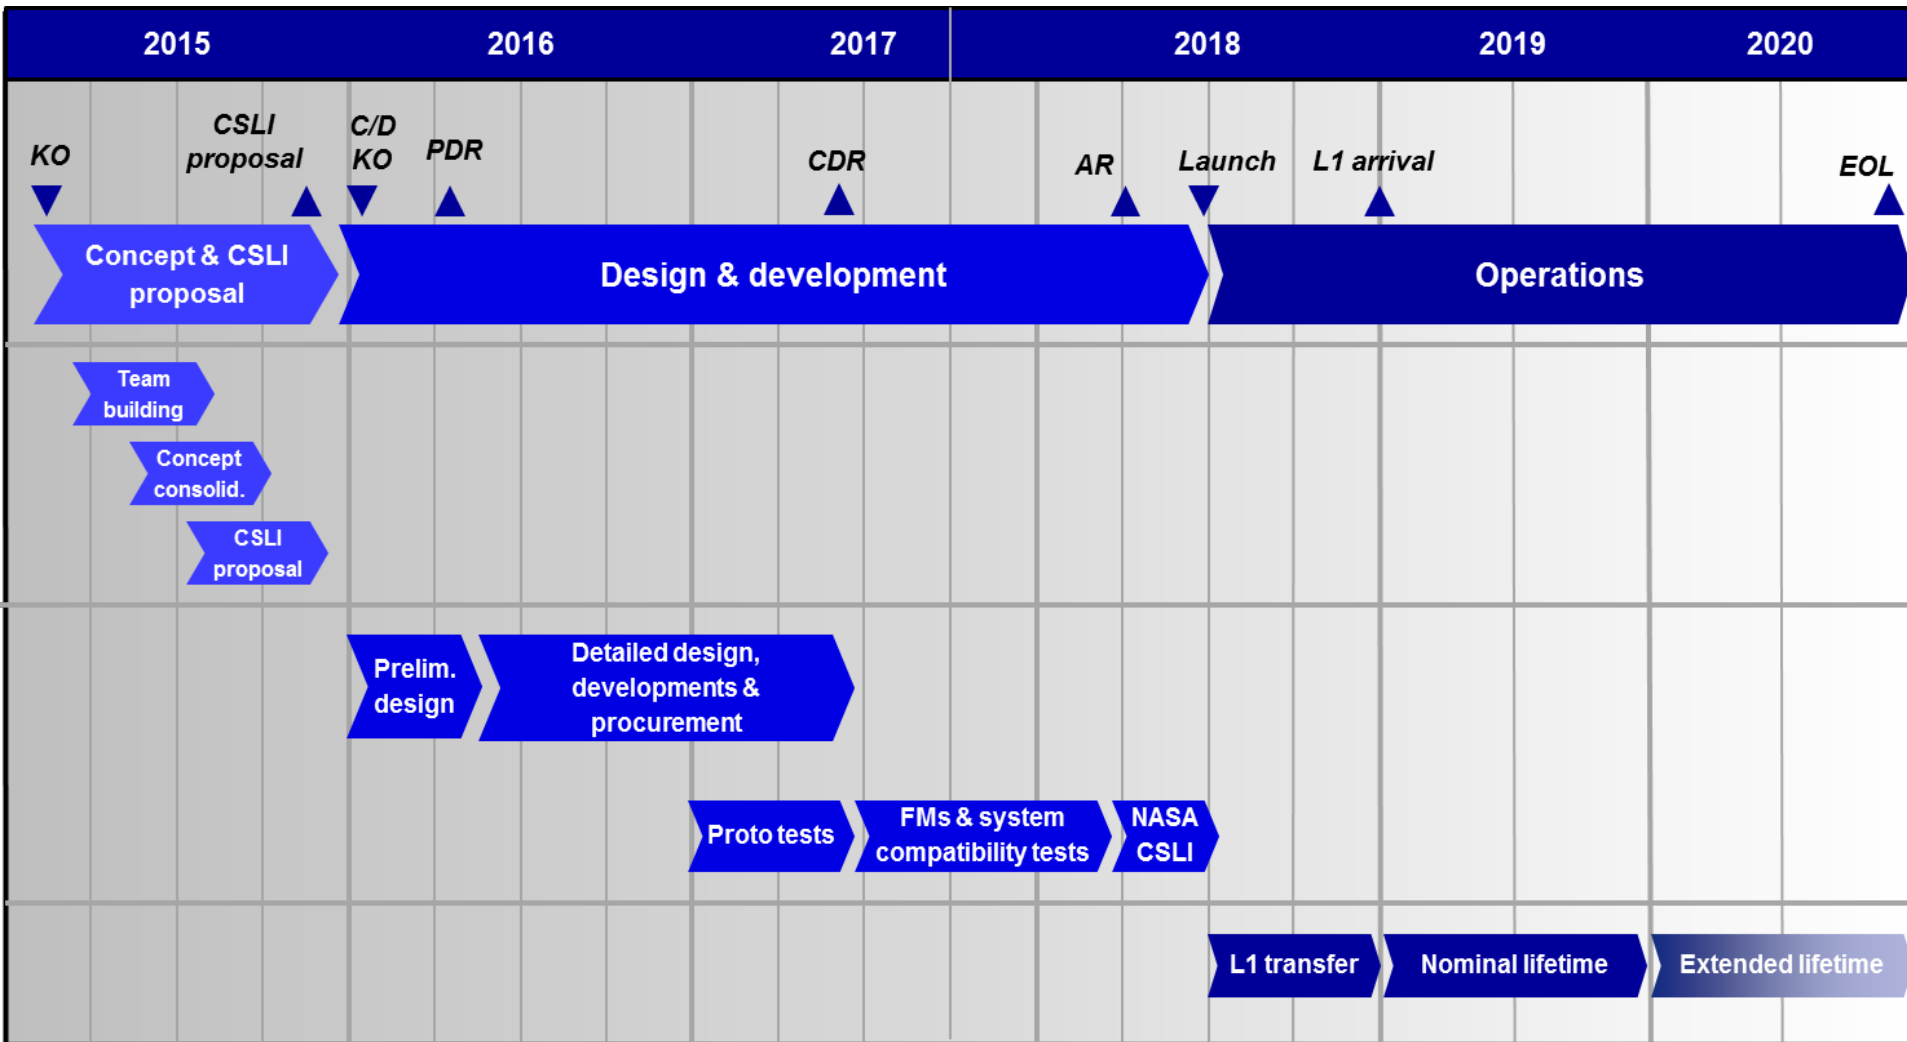 2015 2016 2017 2018 2019 2020
KO
CSLI
proposal
C/D
KO
PDR
CDR
AR
Launch
L1 arrival
EOL
Concept & CSLI
proposal
Design & development
Operations
Team
building
Concept
consolid.
CSLI
proposal
Prelim.
design
Detailed design,
developments &
procurement
Proto tests
FMs & system
compatibility tests
NASA
CSLI
L1 transfer
Nominal lifetime
Extended lifetime